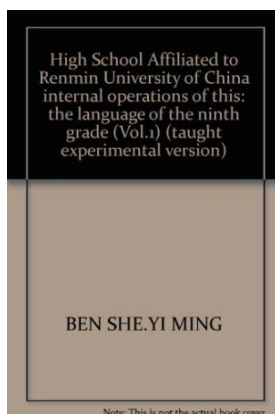 High School Affiliated to
Renmin University of China
internal operations of this:
the language of the ninth
grade (Vol.1) (taught
experimental version)
BEN SHE.YI MING
Note: This is not the actual book cover